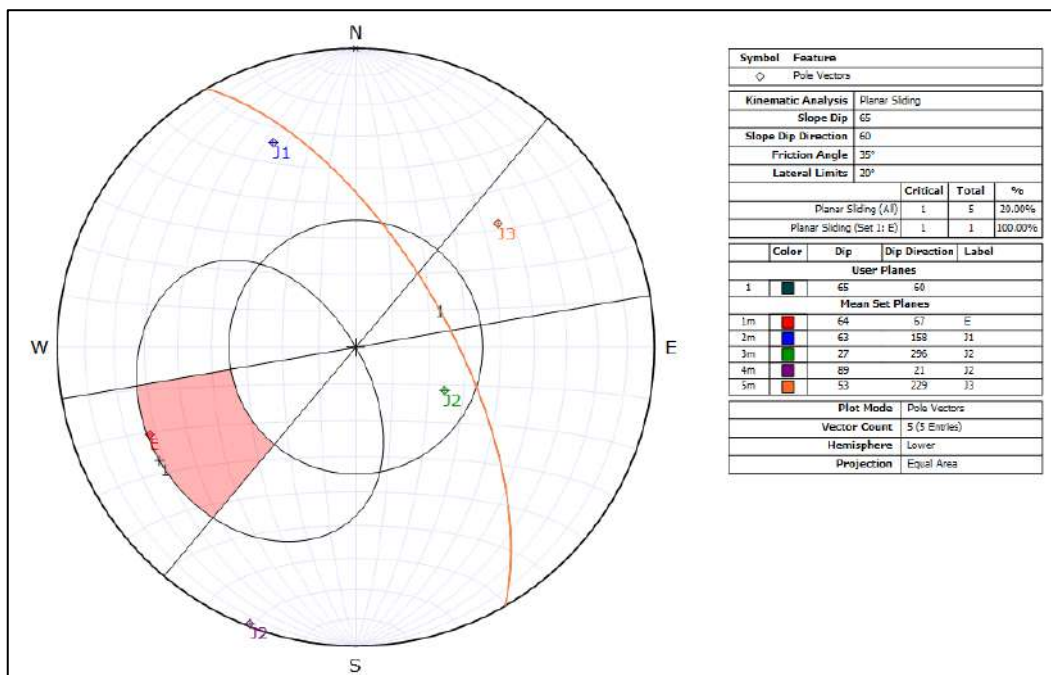 N
W
E
S
J1
J3
1
J2
E
1
J2
Symbol Feature
◇ Pole Vectors
Kinematic Analysis Planar Sliding
Slope Dip 65
Slope Dip Direction 60
Friction Angle 35°
Lateral Limits 20°
Critical Total %
Planar Sliding (All) 1 5 20.00%
Planar Sliding (Set 1: E) 1 1 100.00%
Color Dip Dip Direction Label
User Planes
1 65 60
Mean Set Planes
1m 64 67 E
2m 63 158 J1
3m 27 296 J2
4m 89 21 J2
5m 53 229 J3
Plot Mode Pole Vectors
Vector Count 5 (5 Entries)
Hemisphere Lower
Projection Equal Area